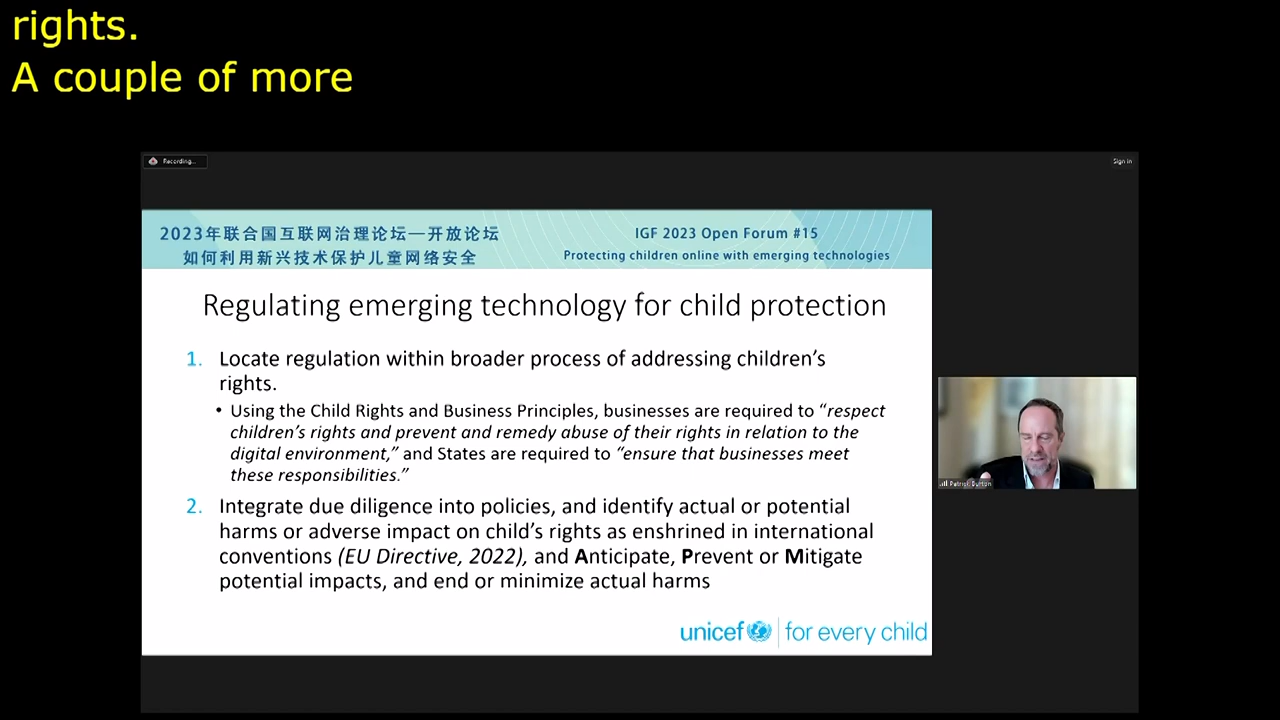 rights.
A couple of more
Recording...
Sign in
2023年联合国互联网治理论坛—开放论坛
如何利用新兴技术保护儿童网络安全
IGF 2023 Open Forum #15
Protecting children online with emerging technologies
Regulating emerging technology for child protection
1. Locate regulation within broader process of addressing children’s
rights.
• Using the Child Rights and Business Principles, businesses are required to “respect
children’s rights and prevent and remedy abuse of their rights in relation to the
digital environment,” and States are required to “ensure that businesses meet
these responsibilities.”
2. Integrate due diligence into policies, and identify actual or potential
harms or adverse impact on child’s rights as enshrined in international
conventions (EU Directive, 2022), and Anticipate, Prevent or Mitigate
potential impacts, and end or minimize actual harms
unicef for every child
Patrick Burton